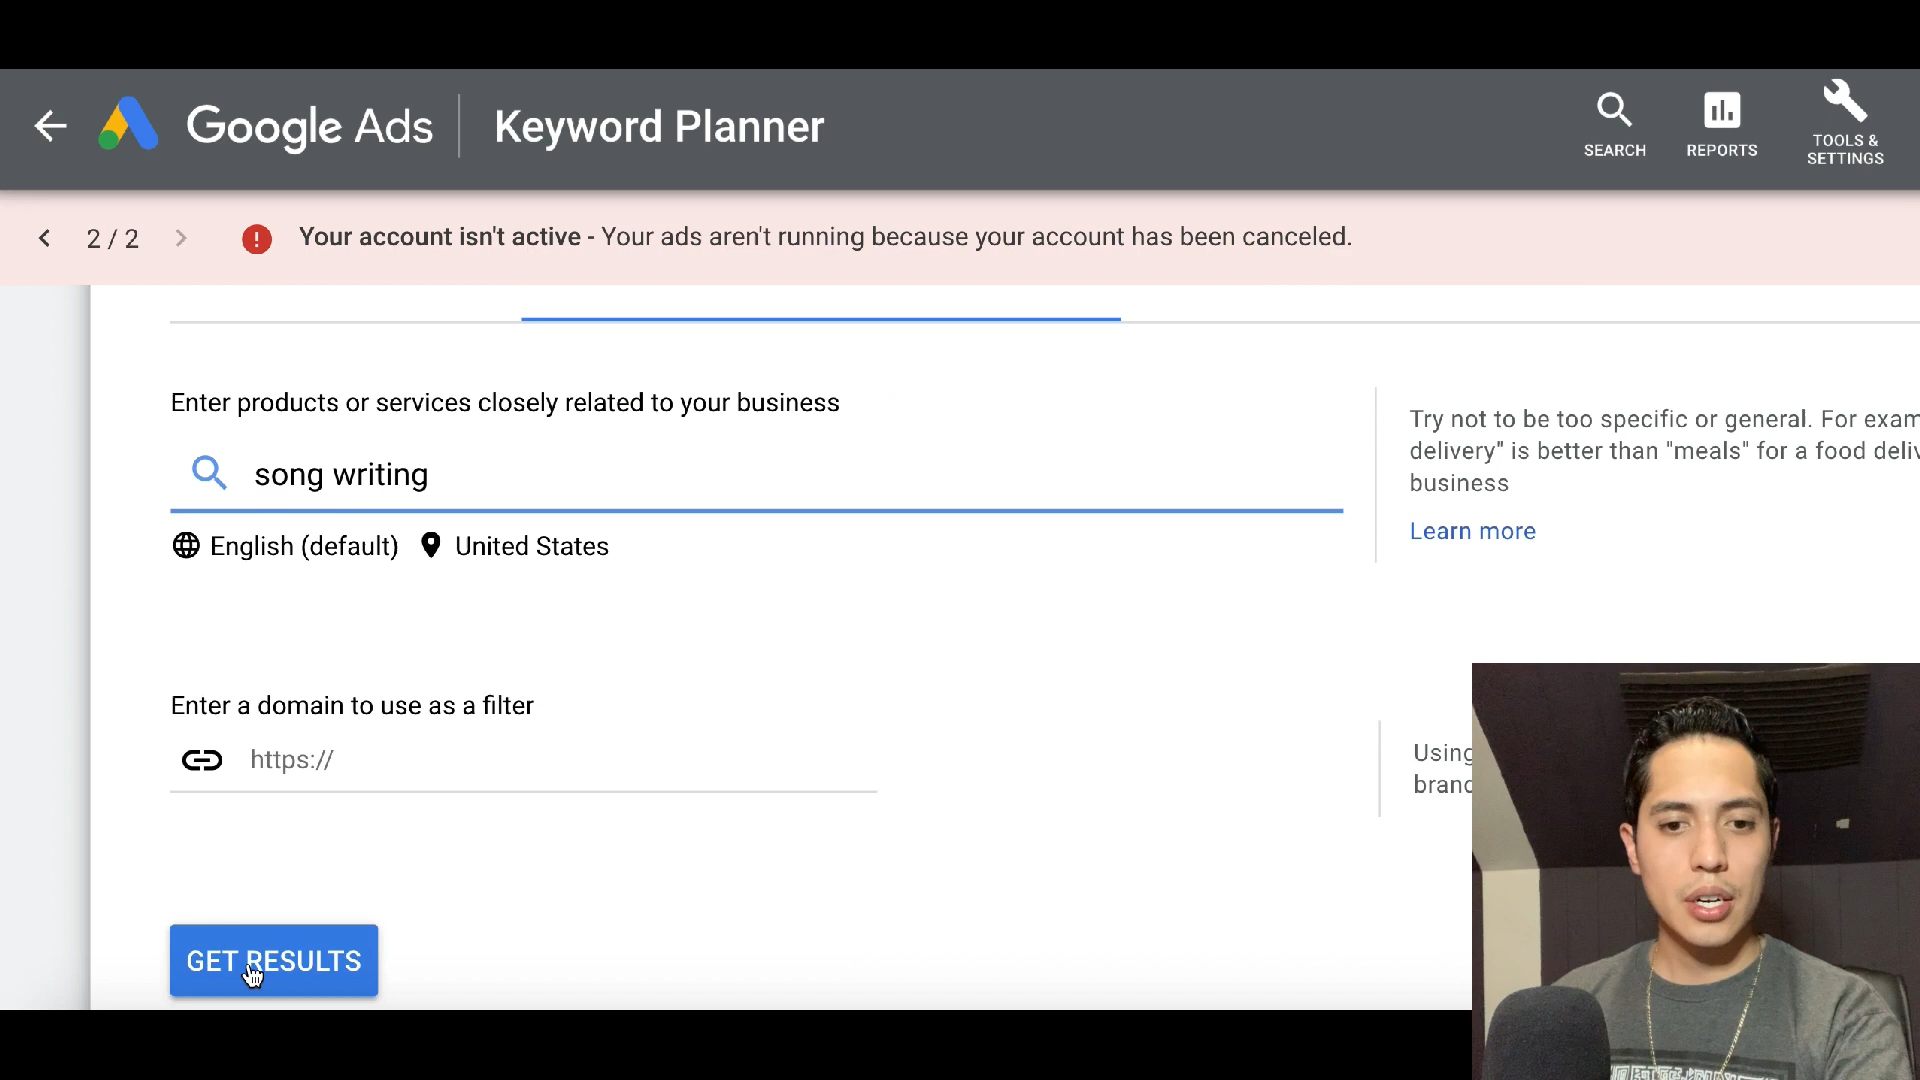 Google Ads Keyword Planner
SEARCH
REPORTS
TOOLS &
SETTINGS
2 / 2
Your account isn't active - Your ads aren't running because your account has been canceled.
Enter products or services closely related to your business
song writing
English (default) United States
Try not to be too specific or general. For exam
delivery" is better than "meals" for a food deliv
business
Learn more
Enter a domain to use as a filter
https://
Using
brand
GET RESULTS